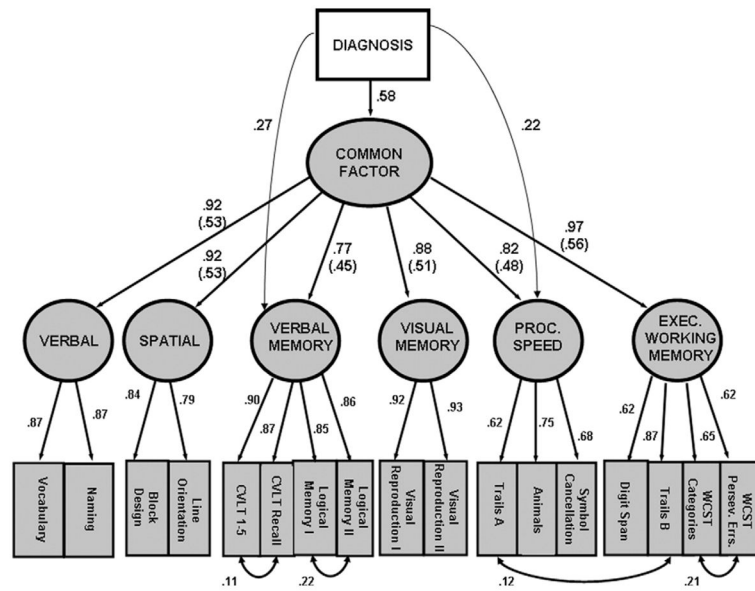 DIAGNOSIS
.58
.27
.22
COMMON
FACTOR
.92
(.53)
.92
(.53)
.77
(.45)
.88
(.51)
.82
(.48)
.97
(.56)
VERBAL
SPATIAL
VERBAL
MEMORY
VISUAL
MEMORY
PROC.
SPEED
EXEC.
WORKING
MEMORY
.87
.87
.84
.79
.90
.87
.85
.86
.92
.93
.62
.75
.68
.62
.87
.65
.62
Vocabulary
Naming
Block
Design
Line
Orientation
CVLT 1-5
CVLT Recall
Logical
Memory I
Logical
Memory II
Visual
Reproduction I
Visual
Reproduction II
Trails A
Animals
Symbol
Cancellation
Digit Span
Trails B
WCST
Categories
WCST
Persev. Errs.
.11
.22
.12
.21